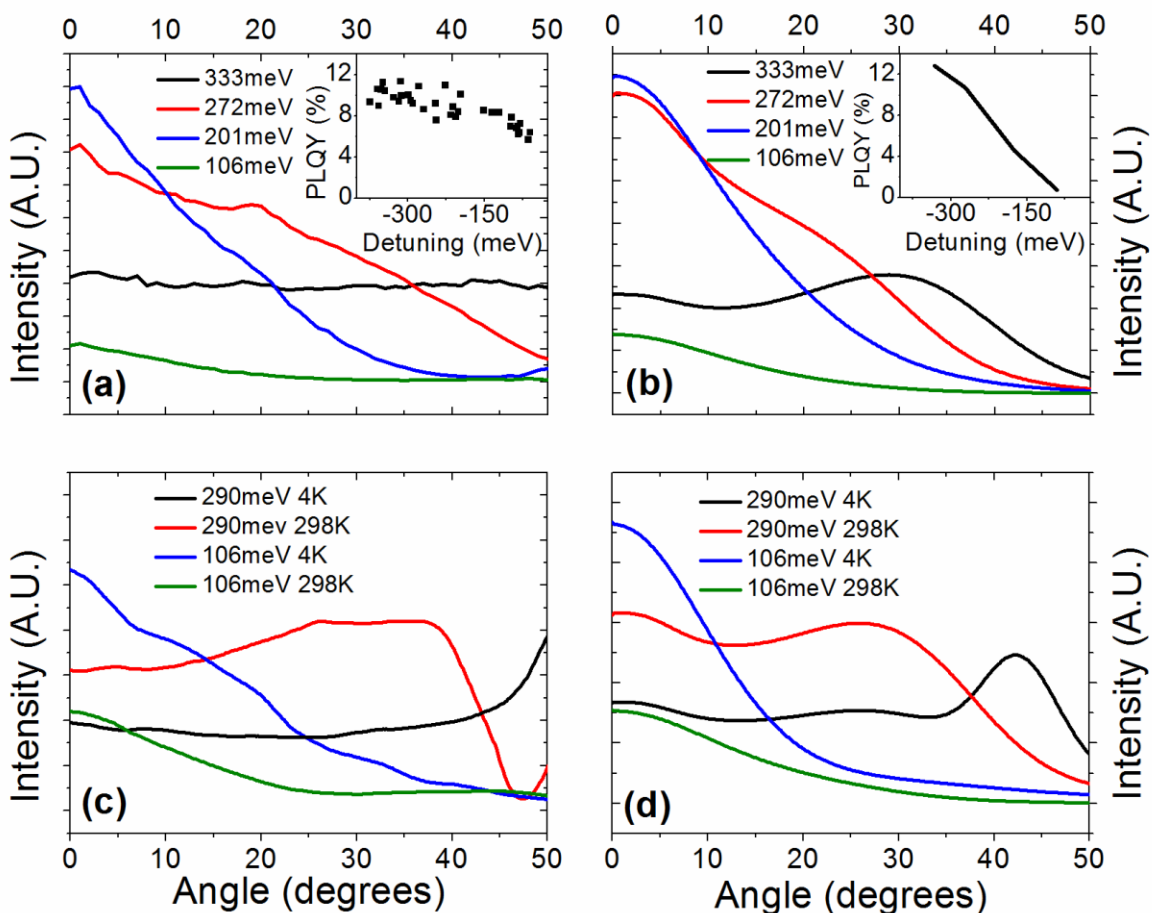 0 10 20 30 40 50
0 10 20 30 40 50
Intensity (A.U.)
333meV
272meV
201meV
106meV
12
8
4
0
PLQY (%)
-300 -150
Detuning (meV)
(a)
333meV
272meV
201meV
106meV
12
8
4
0
PLQY (%)
-300 -150
Detuning (meV)
(b)
Intensity (A.U.)
Intensity (A.U.)
290meV 4K
290mev 298K
106meV 4K
106meV 298K
(c)
290meV 4K
290meV 298K
106meV 4K
106meV 298K
(d)
Intensity (A.U.)
0 10 20 30 40 50
0 10 20 30 40 50
Angle (degrees)
Angle (degrees)